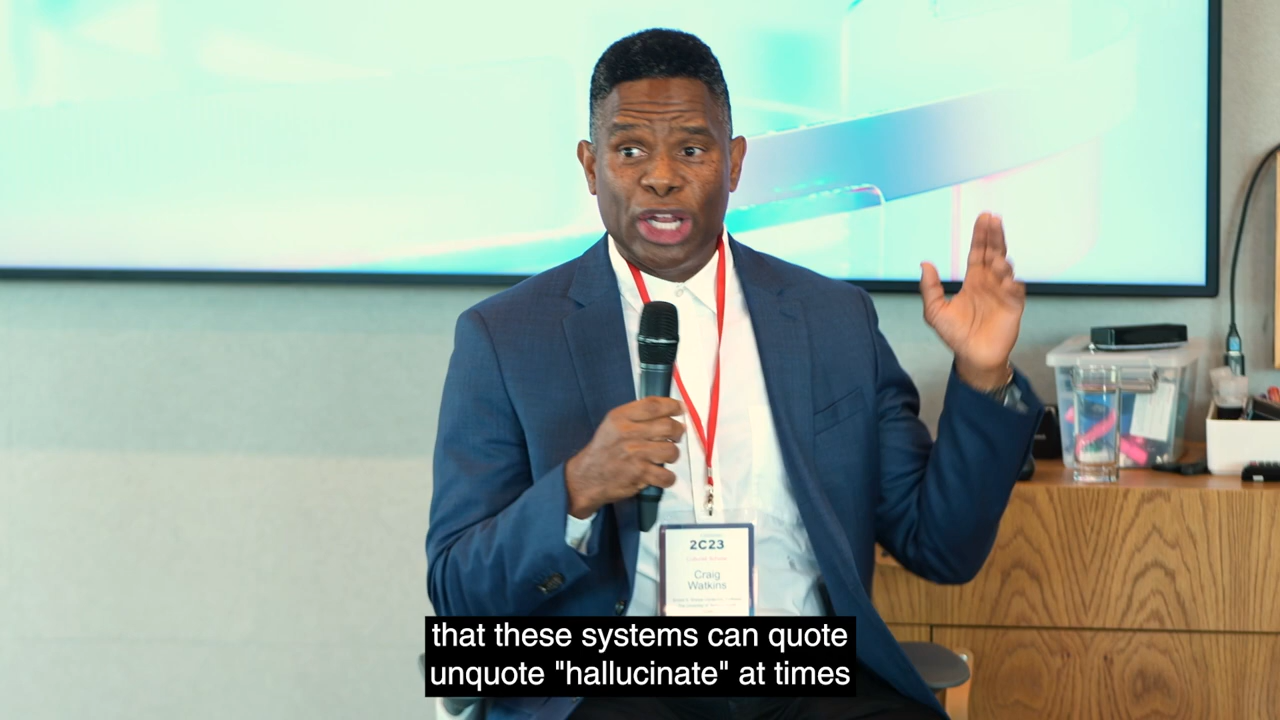 2C23
Craig
Watkins
that these systems can quote
unquote "hallucinate" at times